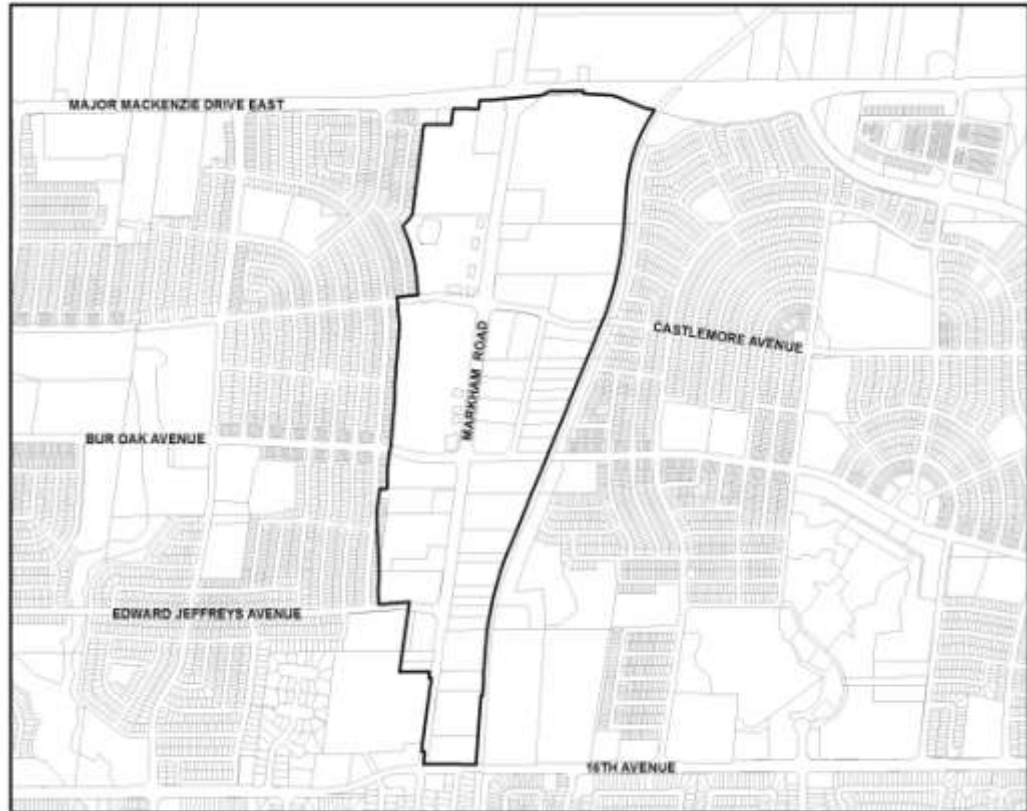 MAJOR MACKENZIE DRIVE EAST
CASTLEMORE AVENUE
MARKHAM ROAD
BUR OAK AVENUE
EDWARD JEFFREYS AVENUE
16TH AVENUE